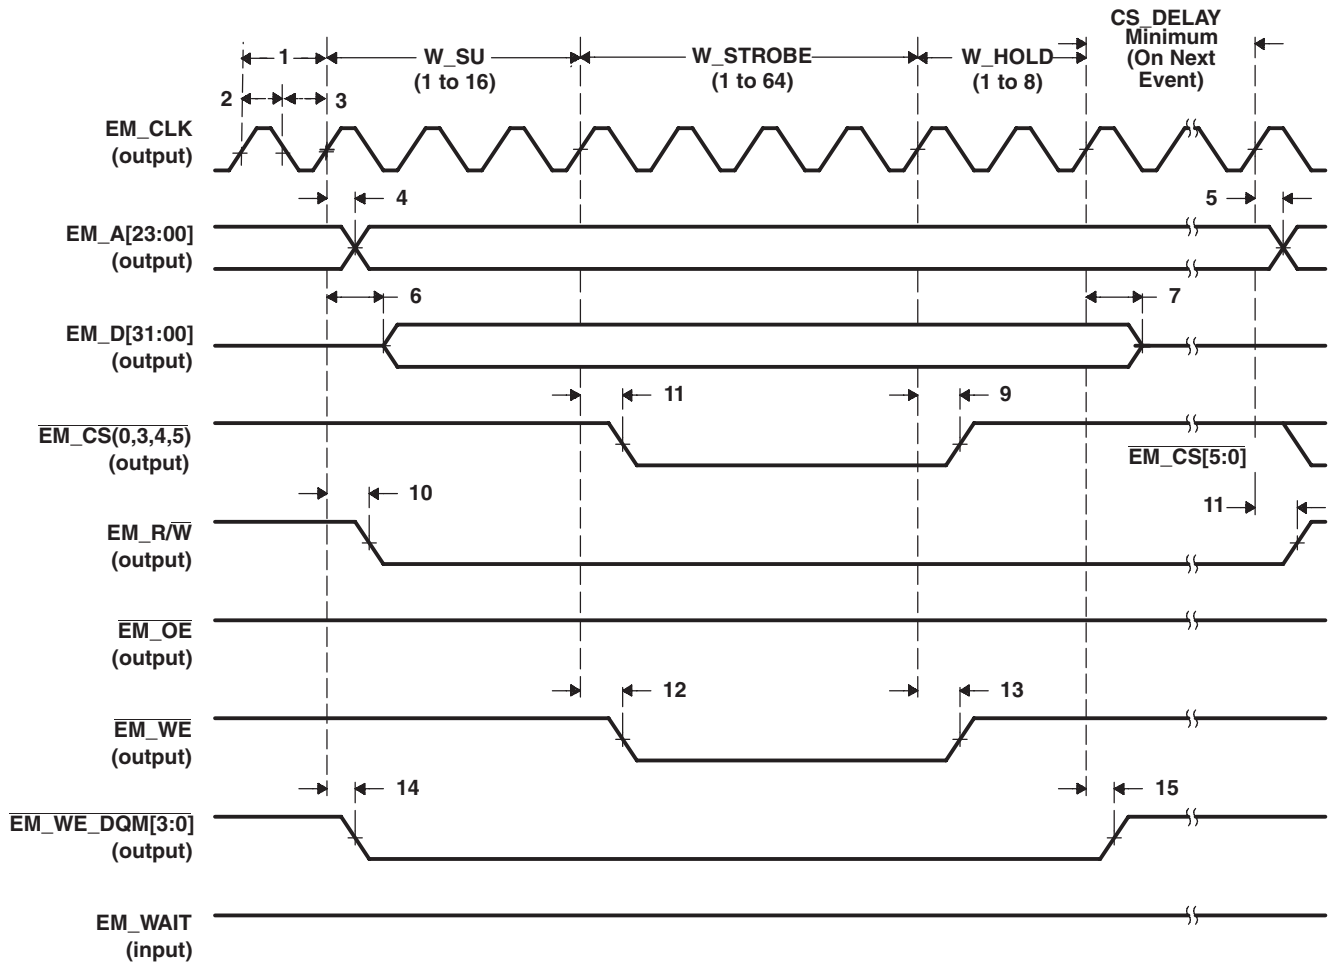 CS_DELAY
Minimum
(On Next
Event)
1
W_SU
(1 to 16)
W_STROBE
(1 to 64)
W_HOLD
(1 to 8)
2
3
EM_CLK
(output)
4
5
EM_A[23:00]
(output)
6
7
EM_D[31:00]
(output)
11
9
EM_CS(0,3,4,5)
(output)
EM_CS[5:0]
10
11
EM_R/W
(output)
EM_OE
(output)
12
13
EM_WE
(output)
14
15
EM_WE_DQM[3:0]
(output)
EM_WAIT
(input)